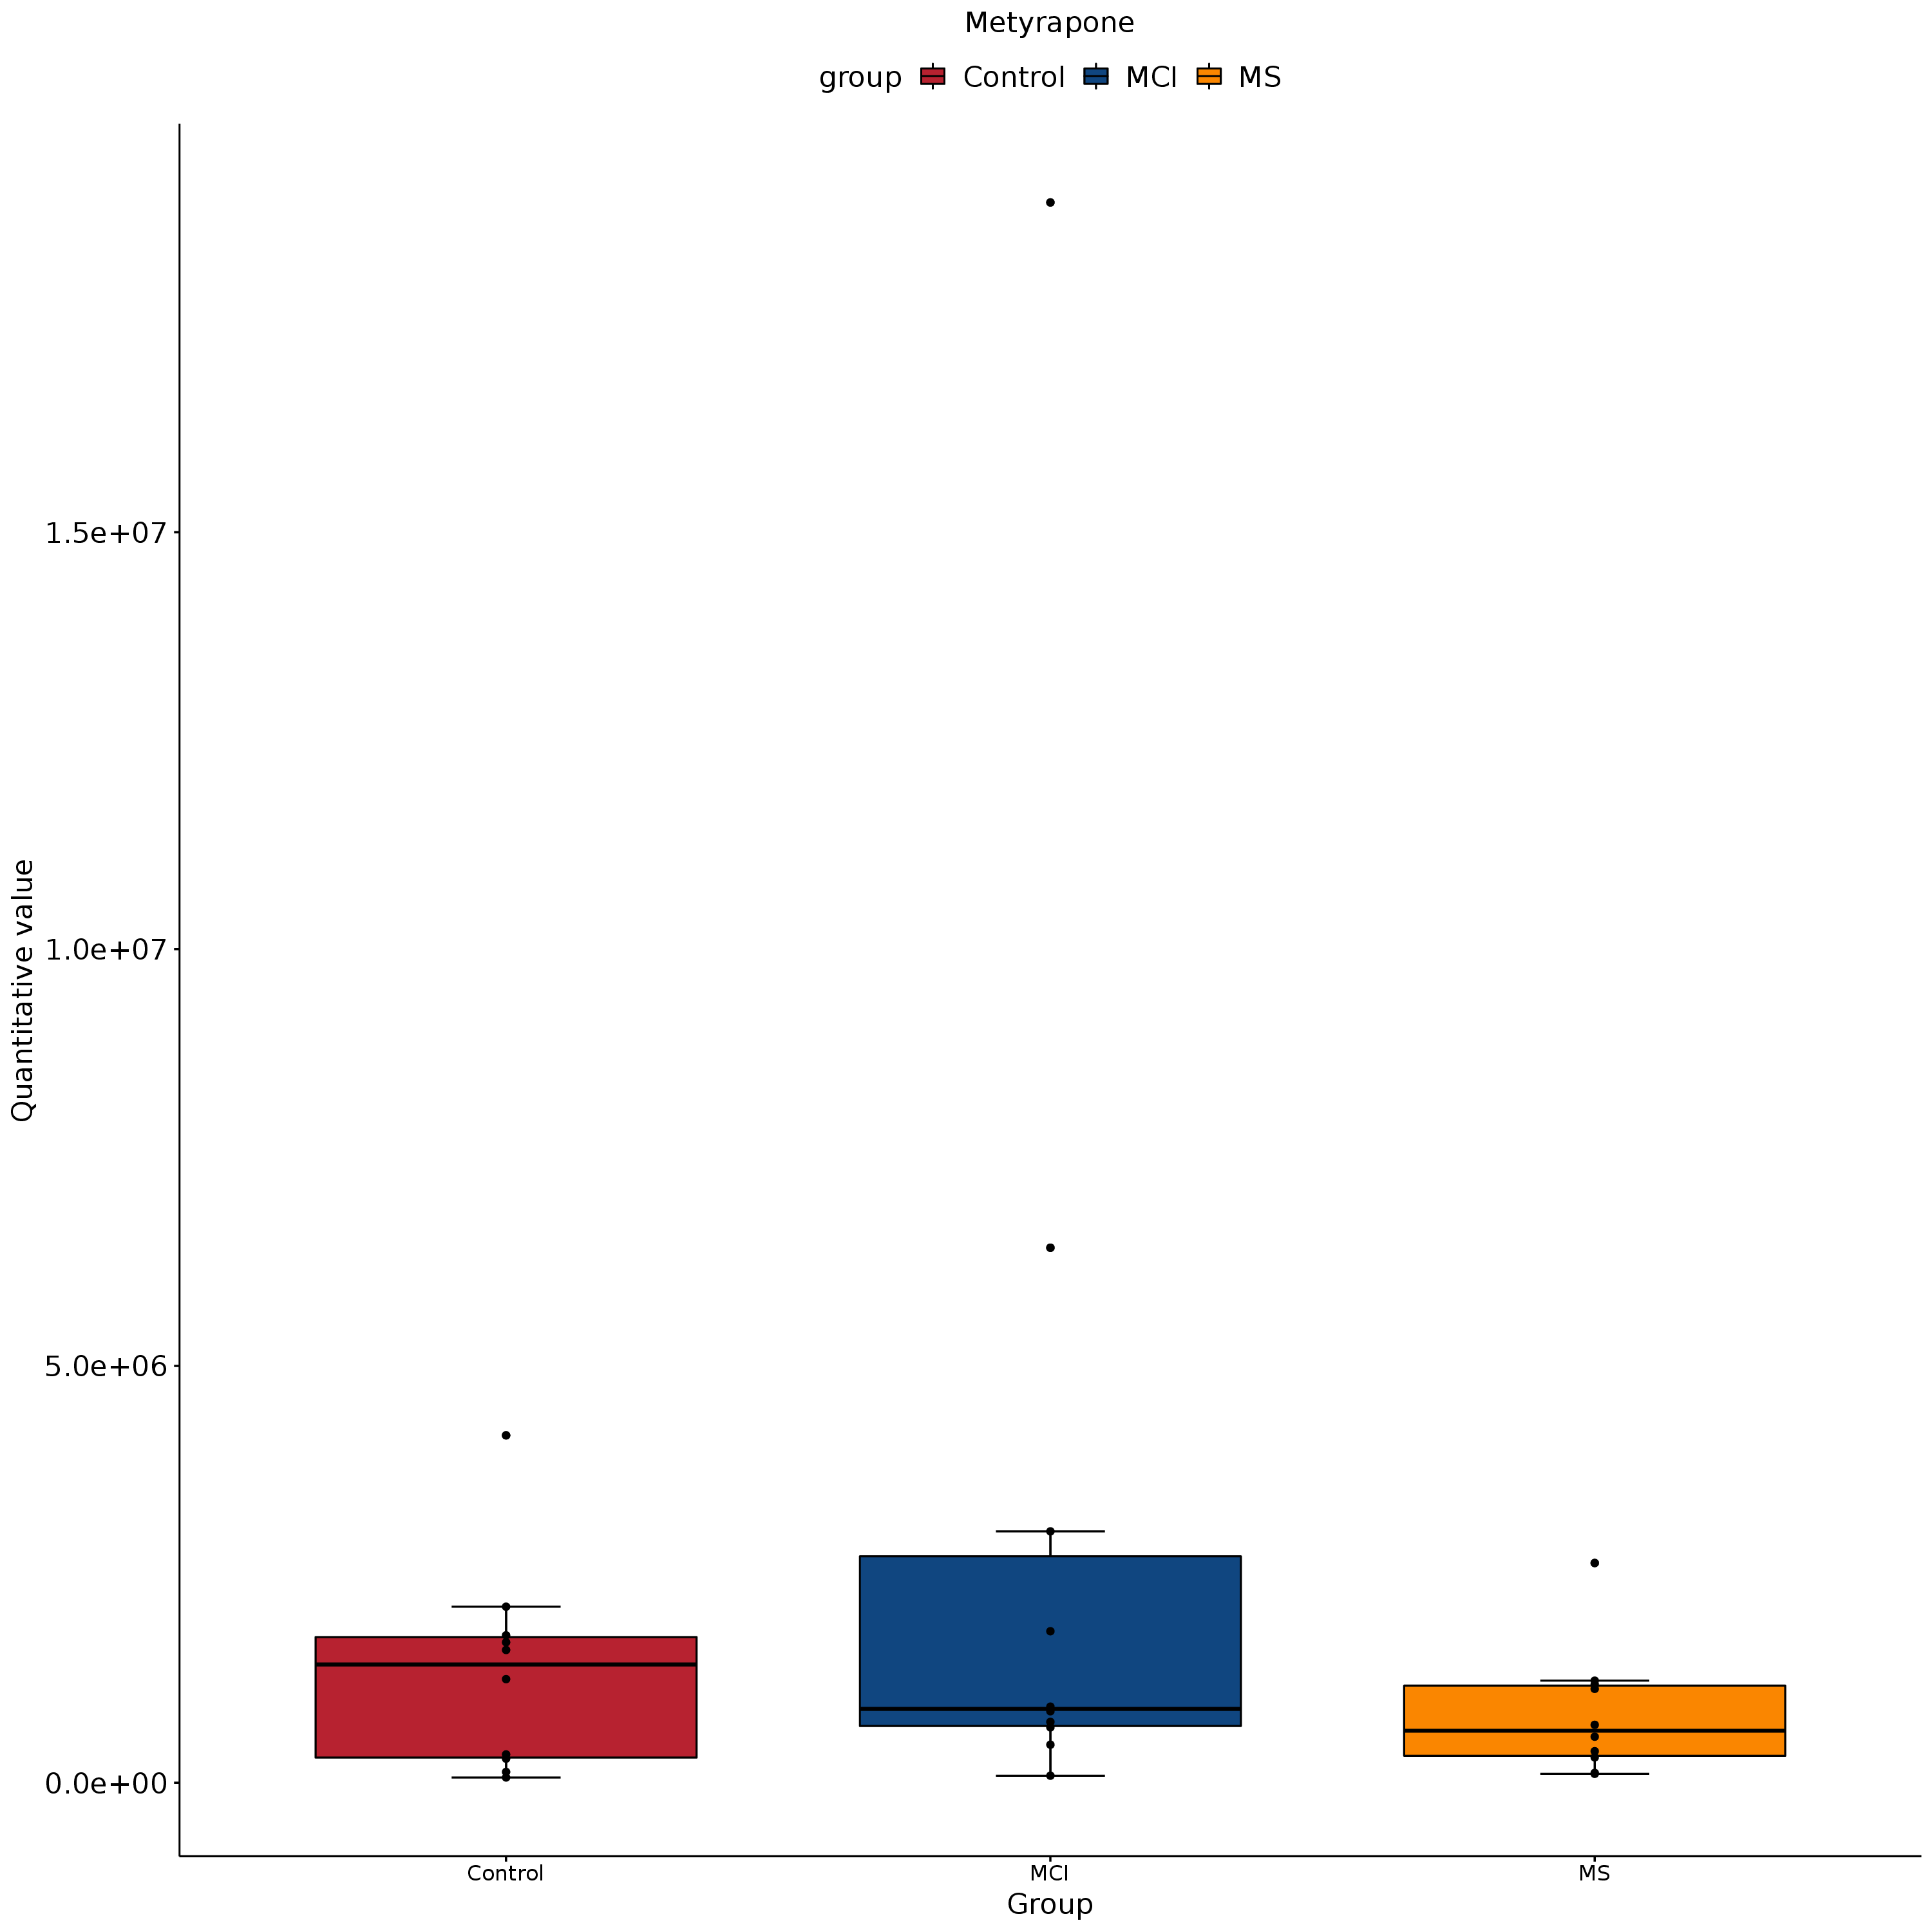 Metyrapone
group Control MCI MS
Quantitative value
1.5e+07
1.0e+07
5.0e+06
0.0e+00
Control MCI MS
Group